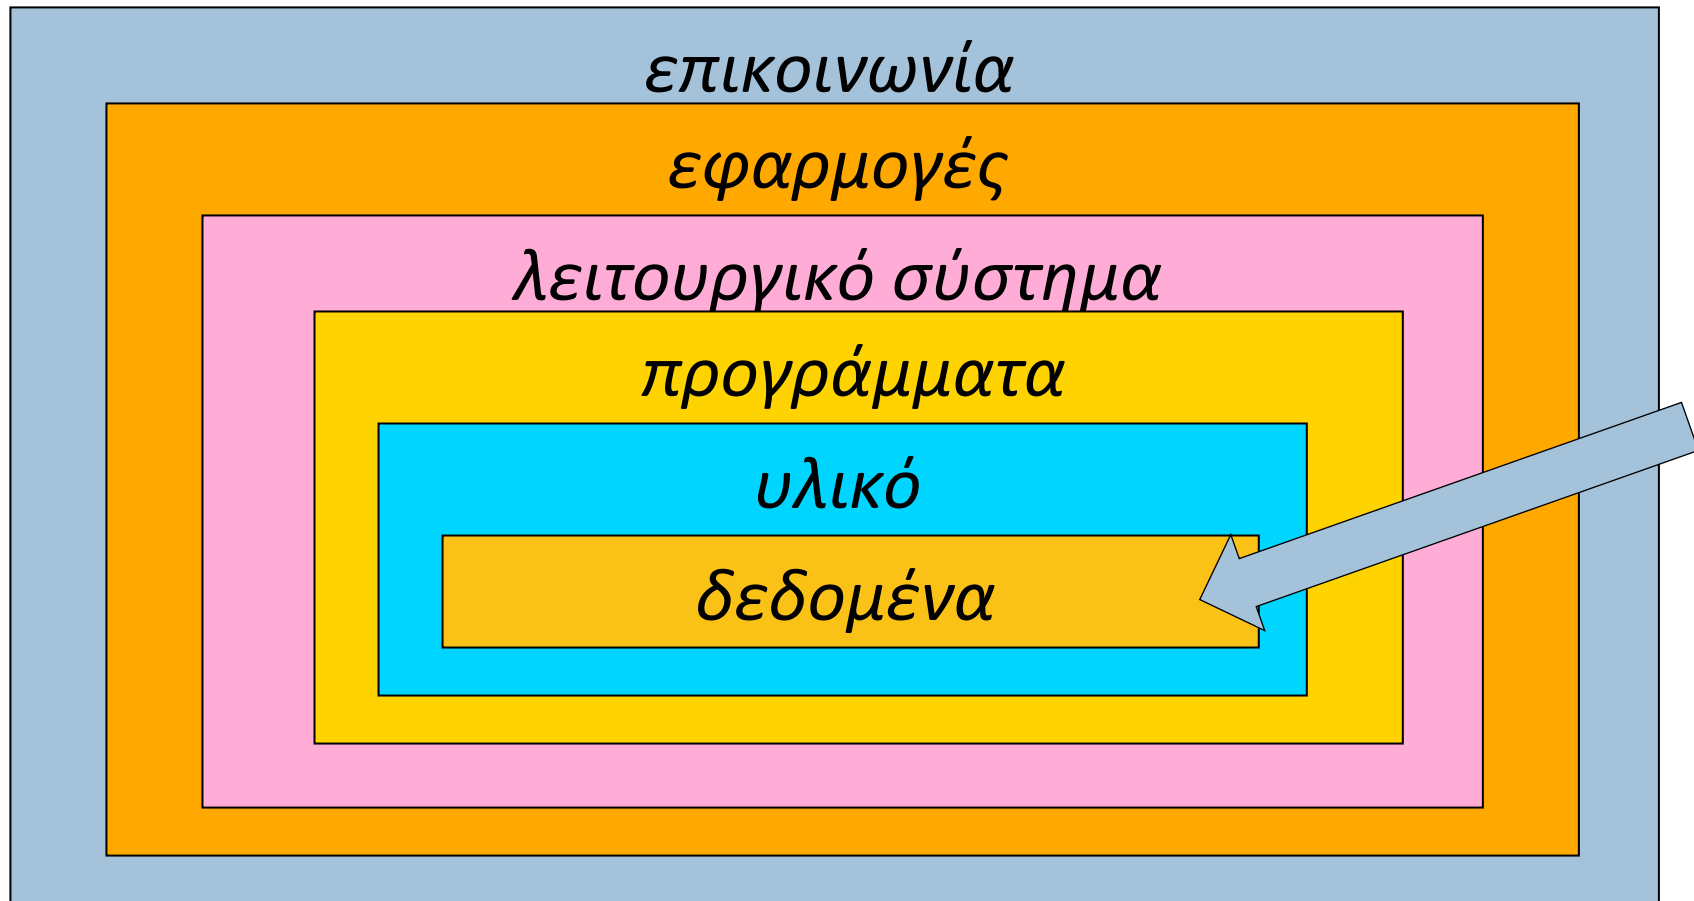 επικοινωνία
εφαρμογές
λειτουργικό σύστημα
προγράμματα
υλικό
δεδομένα